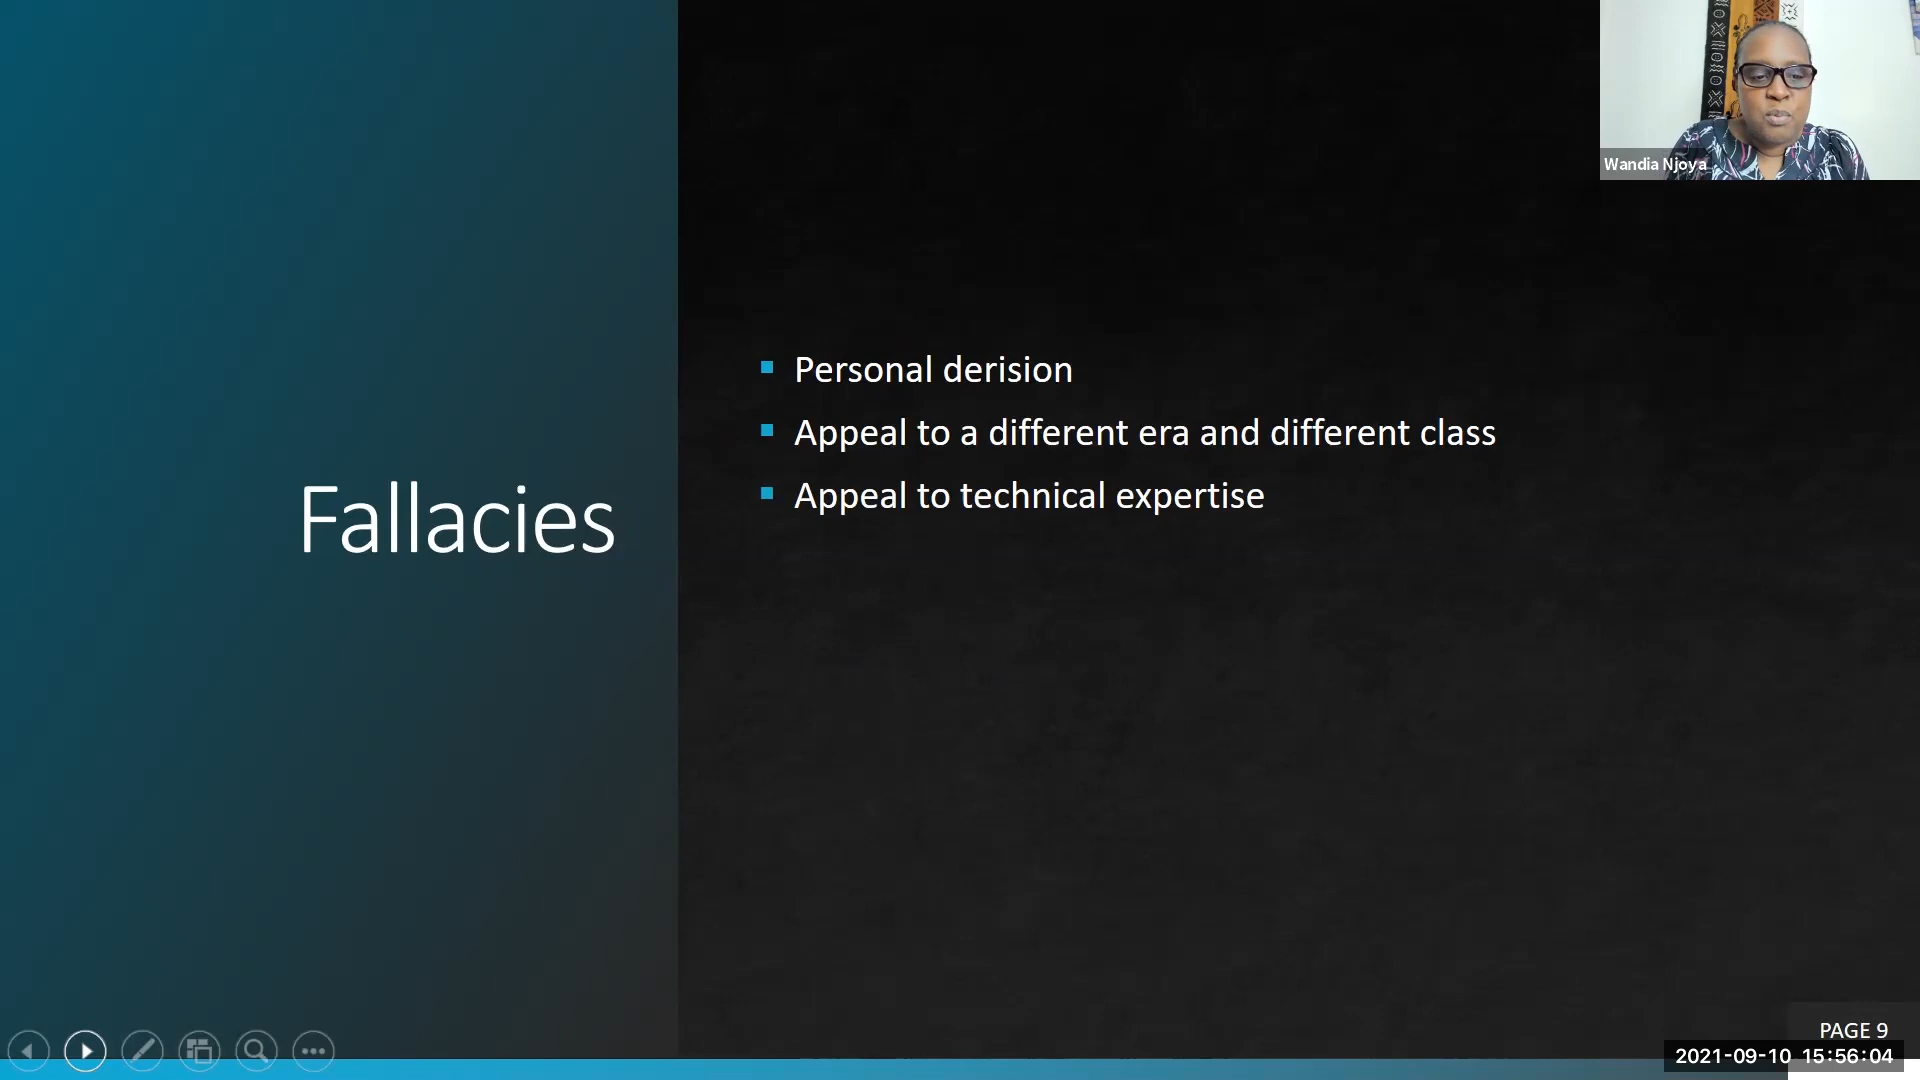 Wandia Njoya
Fallacies
Personal derision
Appeal to a different era and different class
Appeal to technical expertise
PAGE 9
2021-09-10 15:56:04